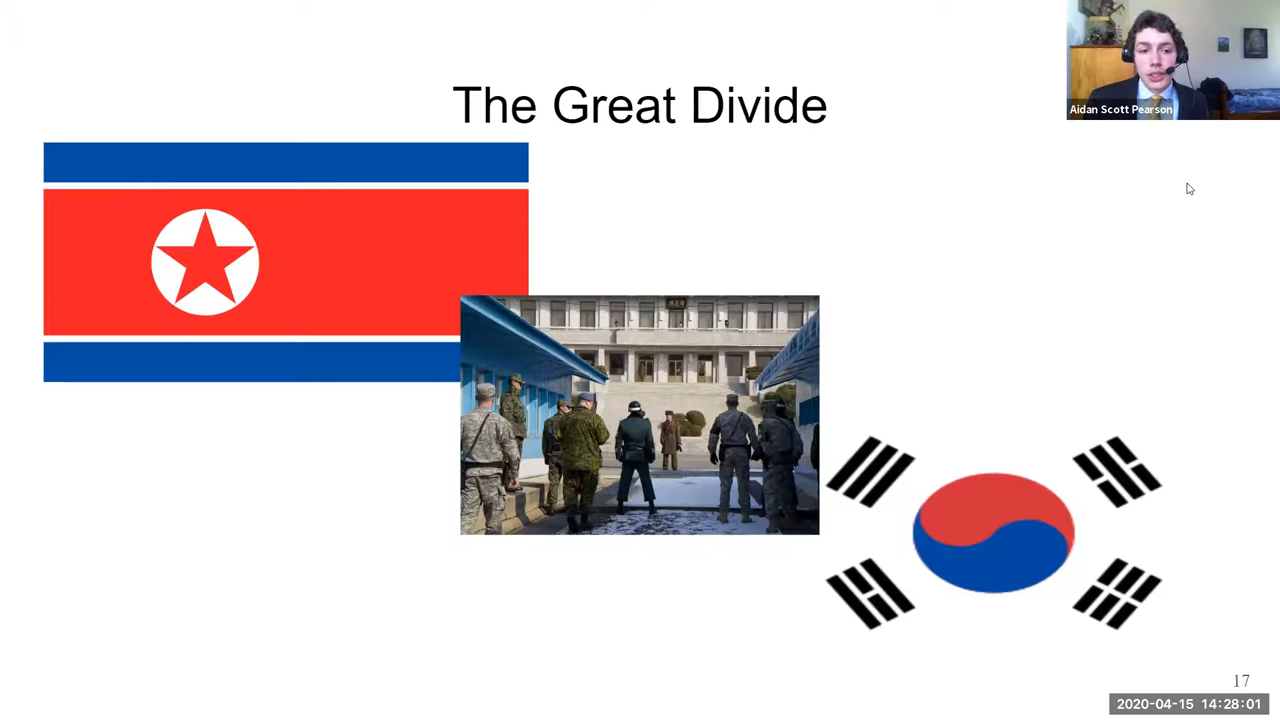 The Great Divide
Aidan Scott Pearson
17
2020-04-15 14:28:01